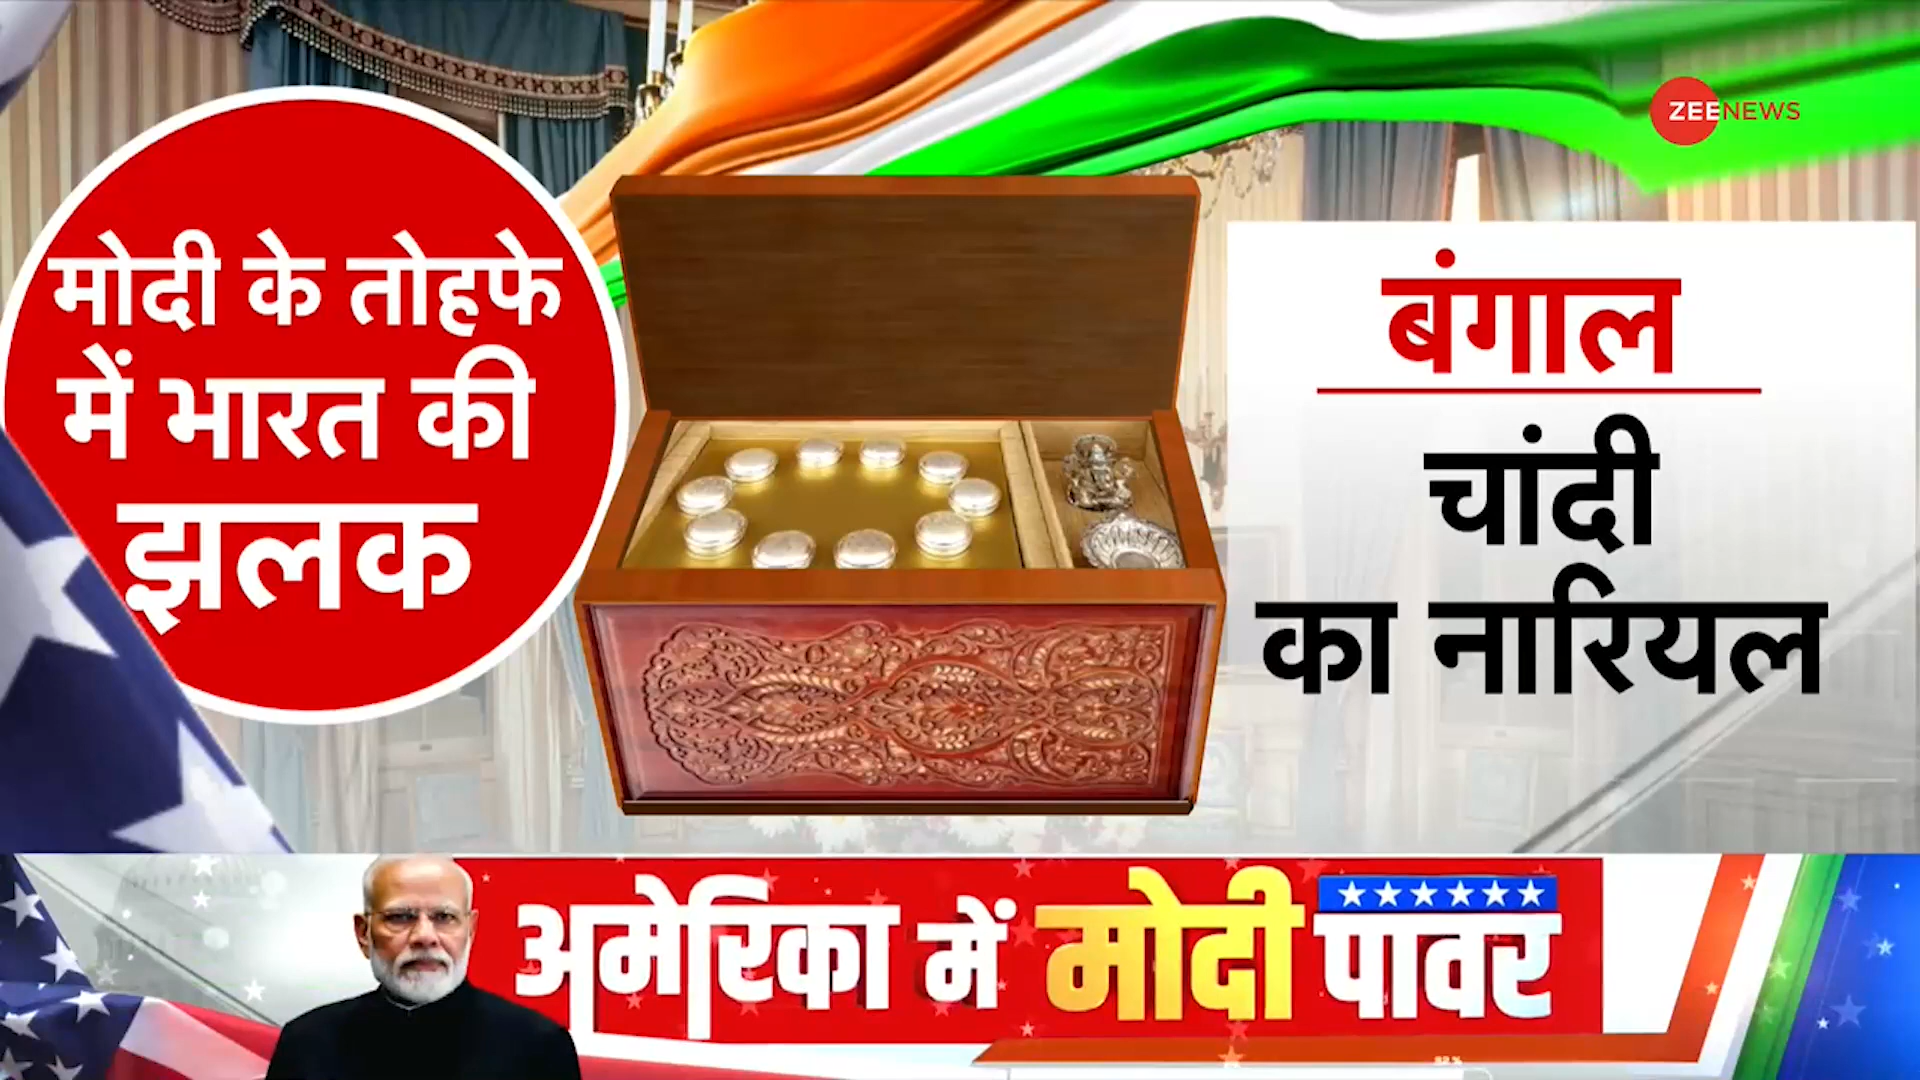 ZEENEWS
मोदी के तोहफे
में भारत की
झलक
बंगाल
चांदी
का नारियल
अमेरिका में मोदी पावर